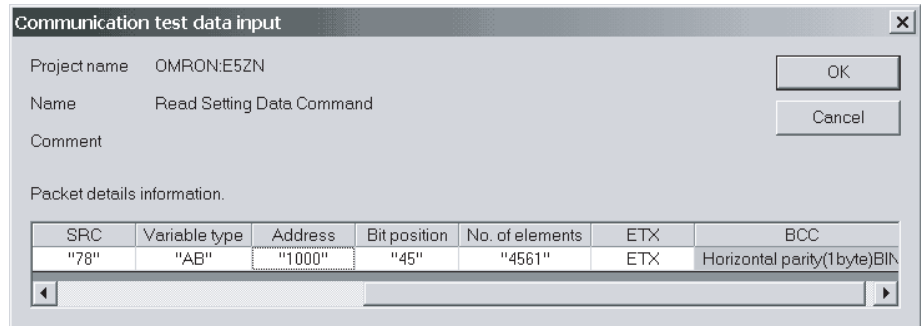 Communication test data input
Project name OMRON:E5ZN
OK
Name Read Setting Data Command
Cancel
Comment
Packet details information.
SRC Variable type Address Bit position No. of elements ETX BCC
"78" "AB" "1000" "45" "4561" ETX Horizontal parity(1byte)BIN